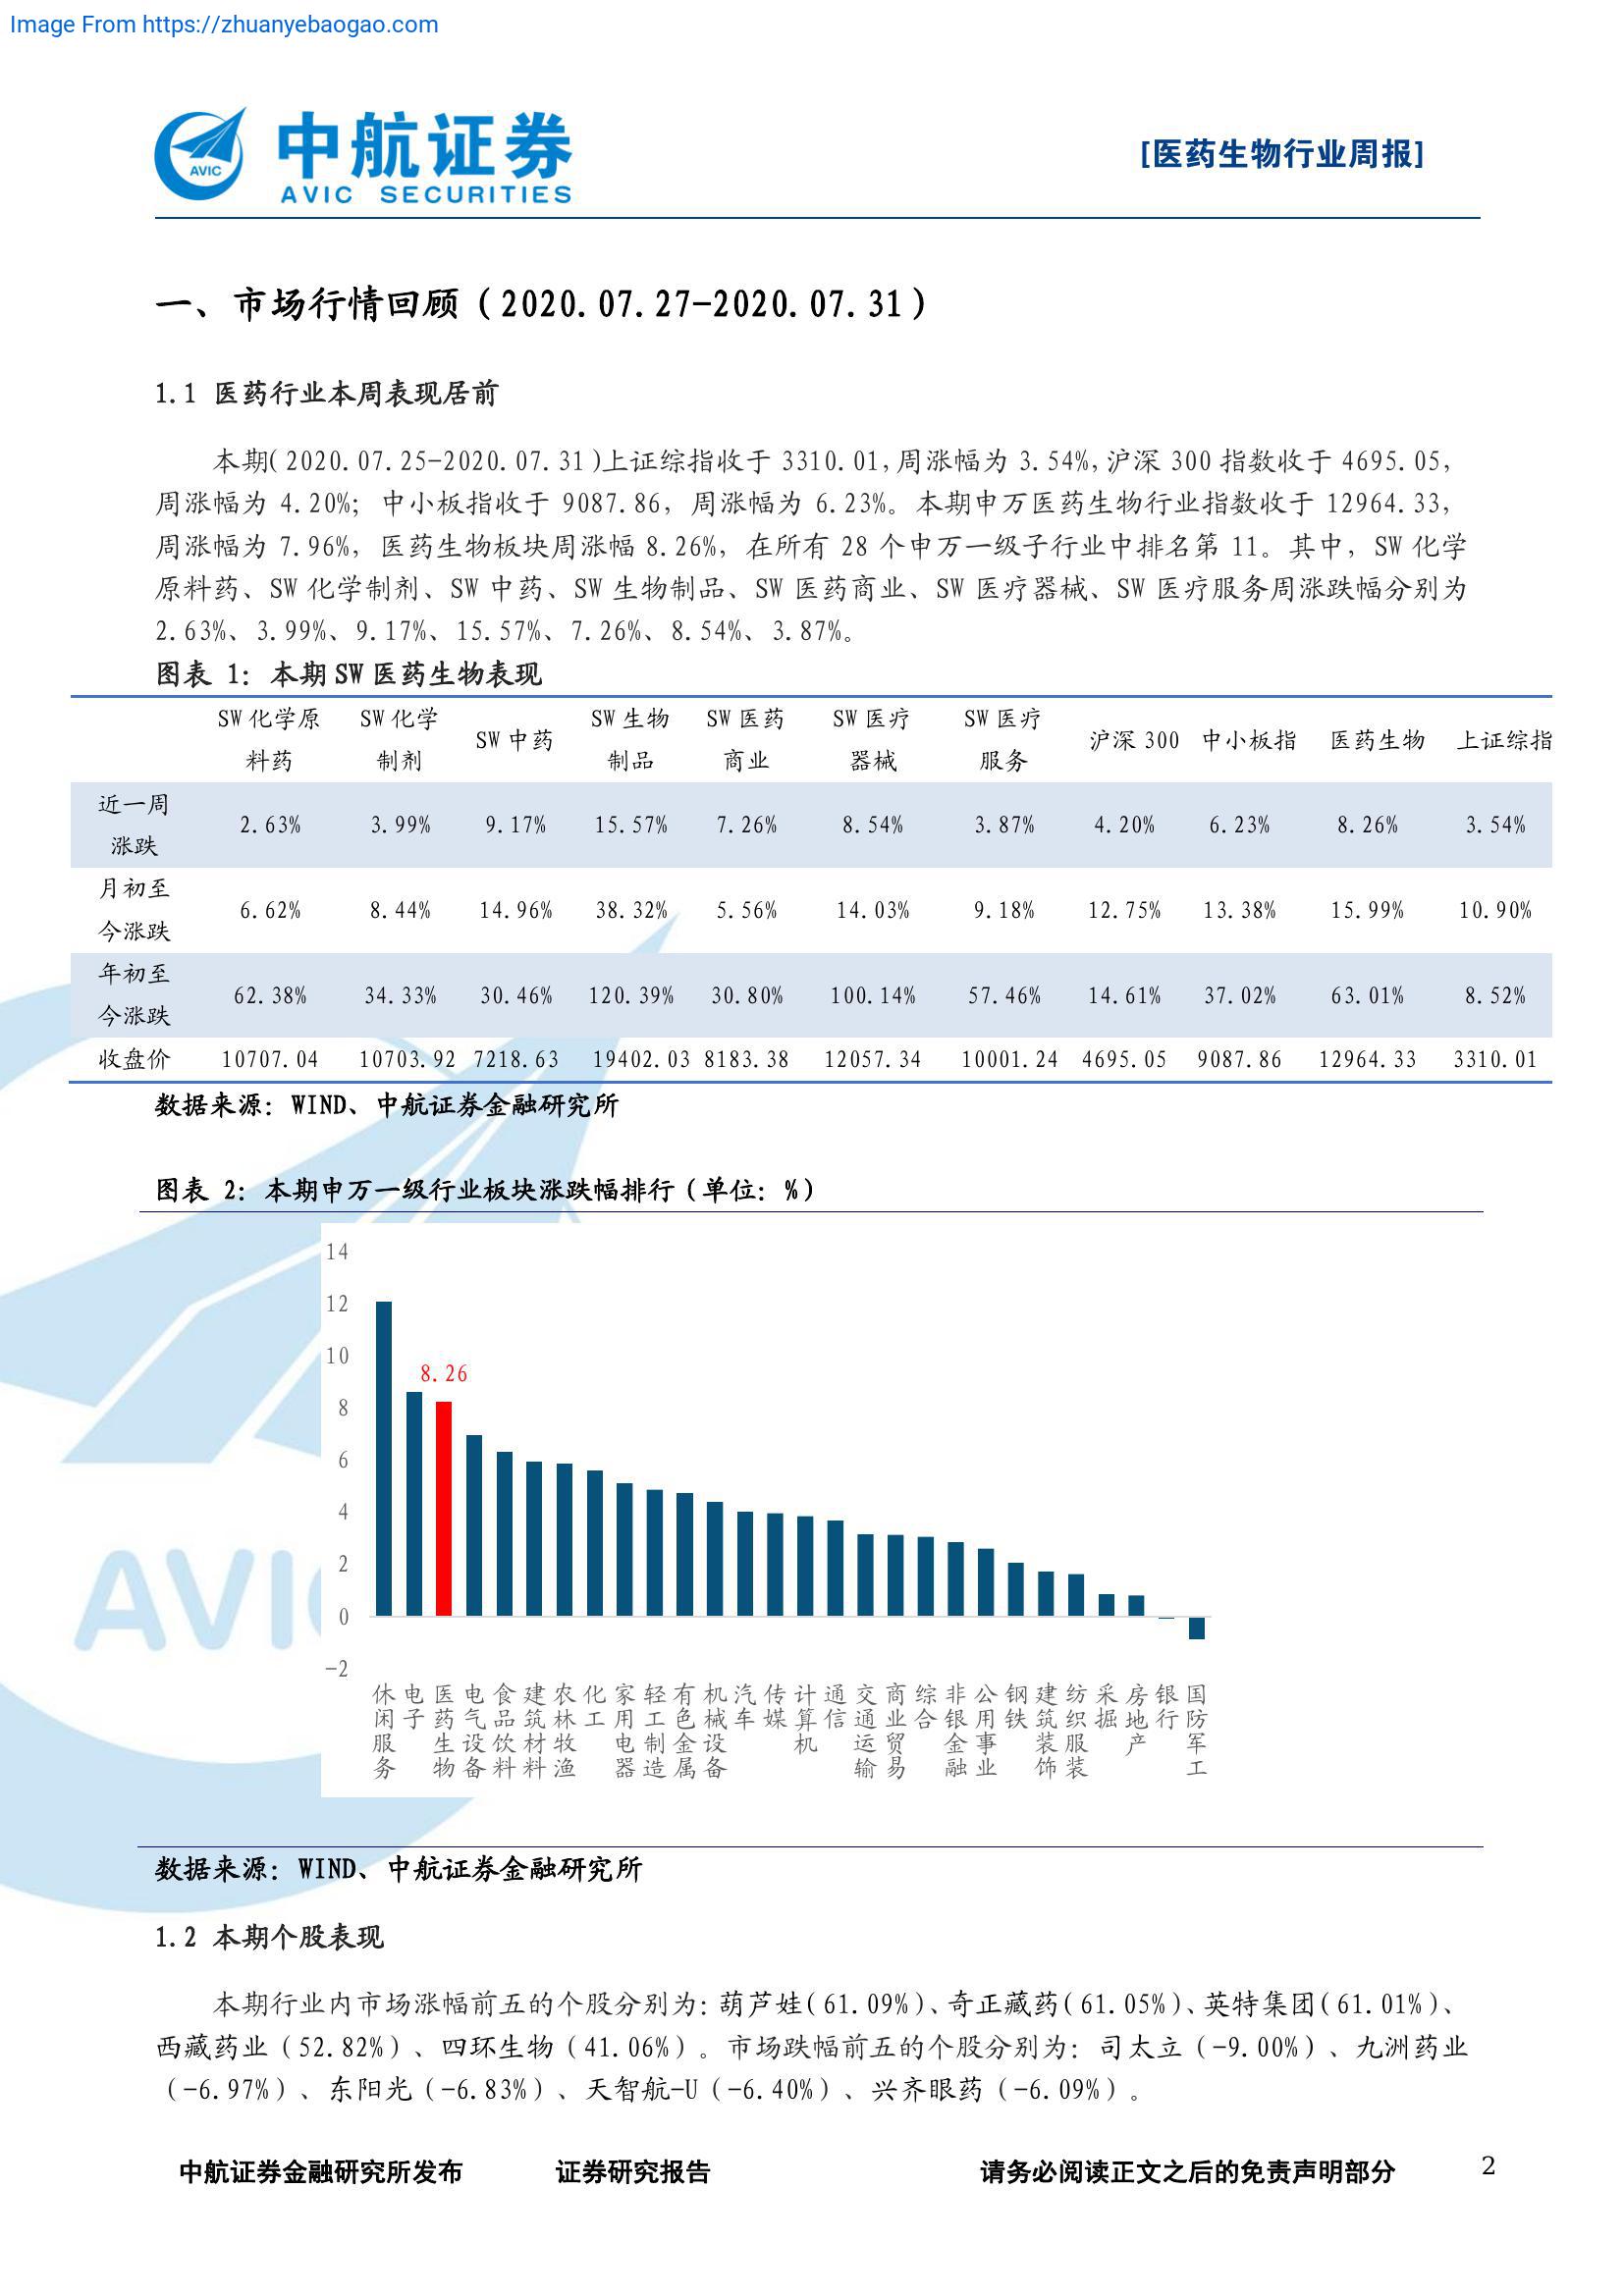 Image From https://zhuanyebaogao.com
AVIC
中航证券
AVIC SECURITIES
[医药生物行业周报]
一、市场行情回顾（2020.07.27-2020.07.31）
1.1 医药行业本周表现居前
本期(2020.07.25-2020.07.31)上证综指收于 3310.01,周涨幅为 3.54%,沪深 300 指数收于 4695.05,
周涨幅为 4.20%; 中小板指收于 9087.86, 周涨幅为 6.23%。本期申万医药生物行业指数收于 12964.33,
周涨幅为 7.96%, 医药生物板块周涨幅 8.26%, 在所有 28 个申万一级子行业中排名第 11。其中, SW 化学
原料药、SW 化学制剂、SW 中药、SW 生物制品、SW 医药商业、SW 医疗器械、SW 医疗服务周涨跌幅分别为
2.63%、3.99%、9.17%、15.57%、7.26%、8.54%、3.87%。
图表 1: 本期 SW 医药生物表现
SW 化学原料药 SW 化学制剂 SW 中药 SW 生物制品 SW 医药商业 SW 医疗器械 SW 医疗服务 沪深 300 中小板指 医药生物 上证综指
近一周涨跌 2.63% 3.99% 9.17% 15.57% 7.26% 8.54% 3.87% 4.20% 6.23% 8.26% 3.54%
月初至今涨跌 6.62% 8.44% 14.96% 38.32% 5.56% 14.03% 9.18% 12.75% 13.38% 15.99% 10.90%
年初至今涨跌 62.38% 34.33% 30.46% 120.39% 30.80% 100.14% 57.46% 14.61% 37.02% 63.01% 8.52%
收盘价 10707.04 10703.92 7218.63 19402.03 8183.38 12057.34 10001.24 4695.05 9087.86 12964.33 3310.01
数据来源: WIND、中航证券金融研究所
图表 2: 本期申万一级行业板块涨跌幅排行（单位: %）
14
12
10
8.26
8
6
4
2
0
-2
休闲服务 电子 医药生物 电气设备 食品饮料 建筑材料 农林牧渔 化工 家用电器 轻工制造 有色金属 机械设备 汽车 传媒 计算机 通信 交通运输 商业贸易 综合 非银金融 公用事业 钢铁 建筑装饰 纺织服装 采掘 房地产 银行 国防军工
AVIC
数据来源: WIND、中航证券金融研究所
1.2 本期个股表现
本期行业内市场涨幅前五的个股分别为: 葫芦娃(61.09%)、奇正藏药(61.05%)、英特集团(61.01%)、
西藏药业（52.82%）、四环生物（41.06%）。市场跌幅前五的个股分别为: 司太立（-9.00%）、九洲药业
（-6.97%）、东阳光（-6.83%）、天智航-U（-6.40%）、兴齐眼药（-6.09%）。
中航证券金融研究所发布 证券研究报告 请务必阅读正文之后的免责声明部分 2